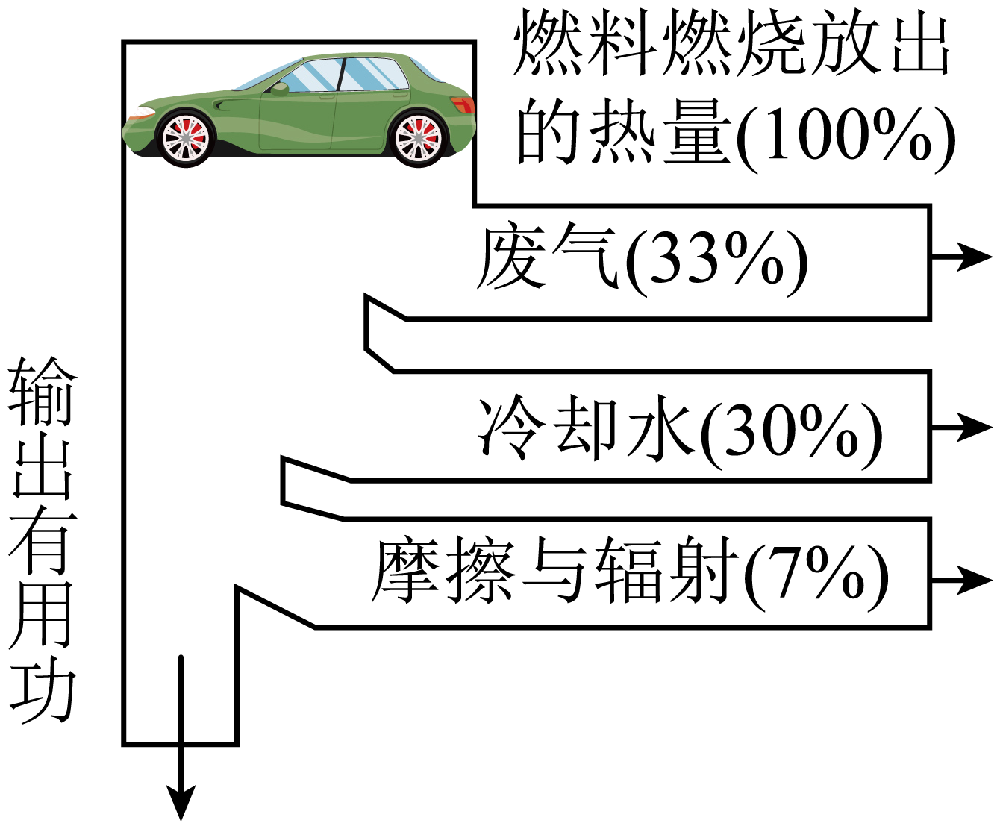 燃料燃烧放出
的热量(100%)
废气(33%)
冷却水(30%)
摩擦与辐射(7%)
输出有用功